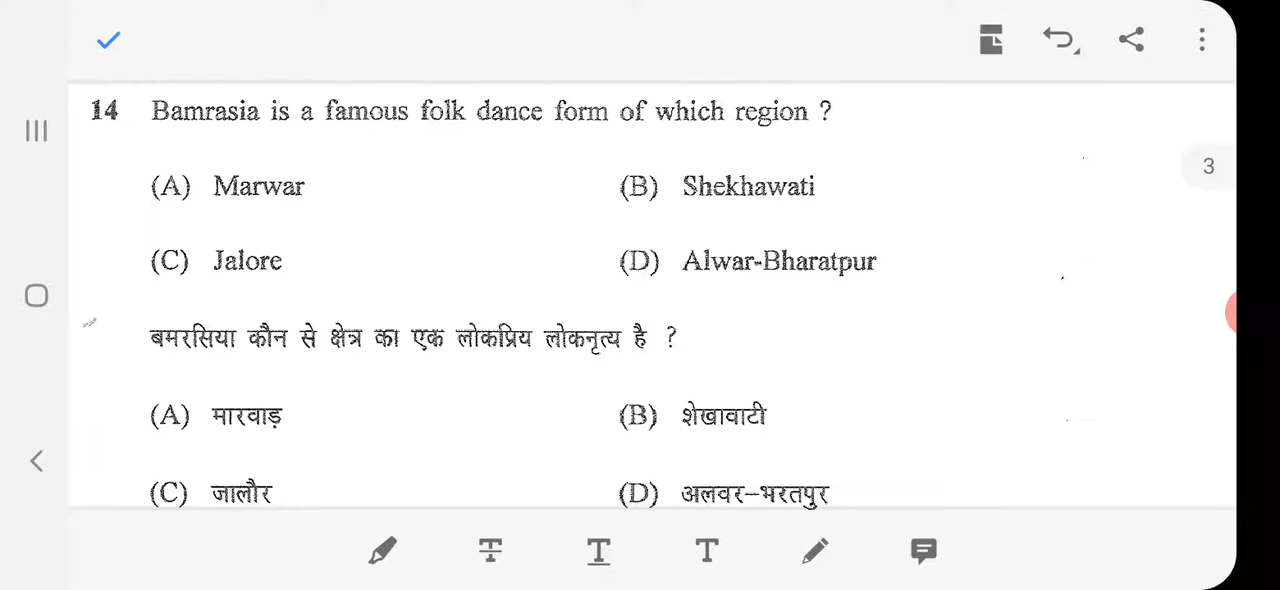 14 Bamrasia is a famous folk dance form of which region ?
(A) Marwar (B) Shekhawati
3
(C) Jalore (D) Alwar-Bharatpur
बमरसिया कौन से क्षेत्र का एक लोकप्रिय लोकनृत्य है ?
(A) मारवाड़ (B) शेखावाटी
(C) जालौर (D) अलवर-भरतपुर